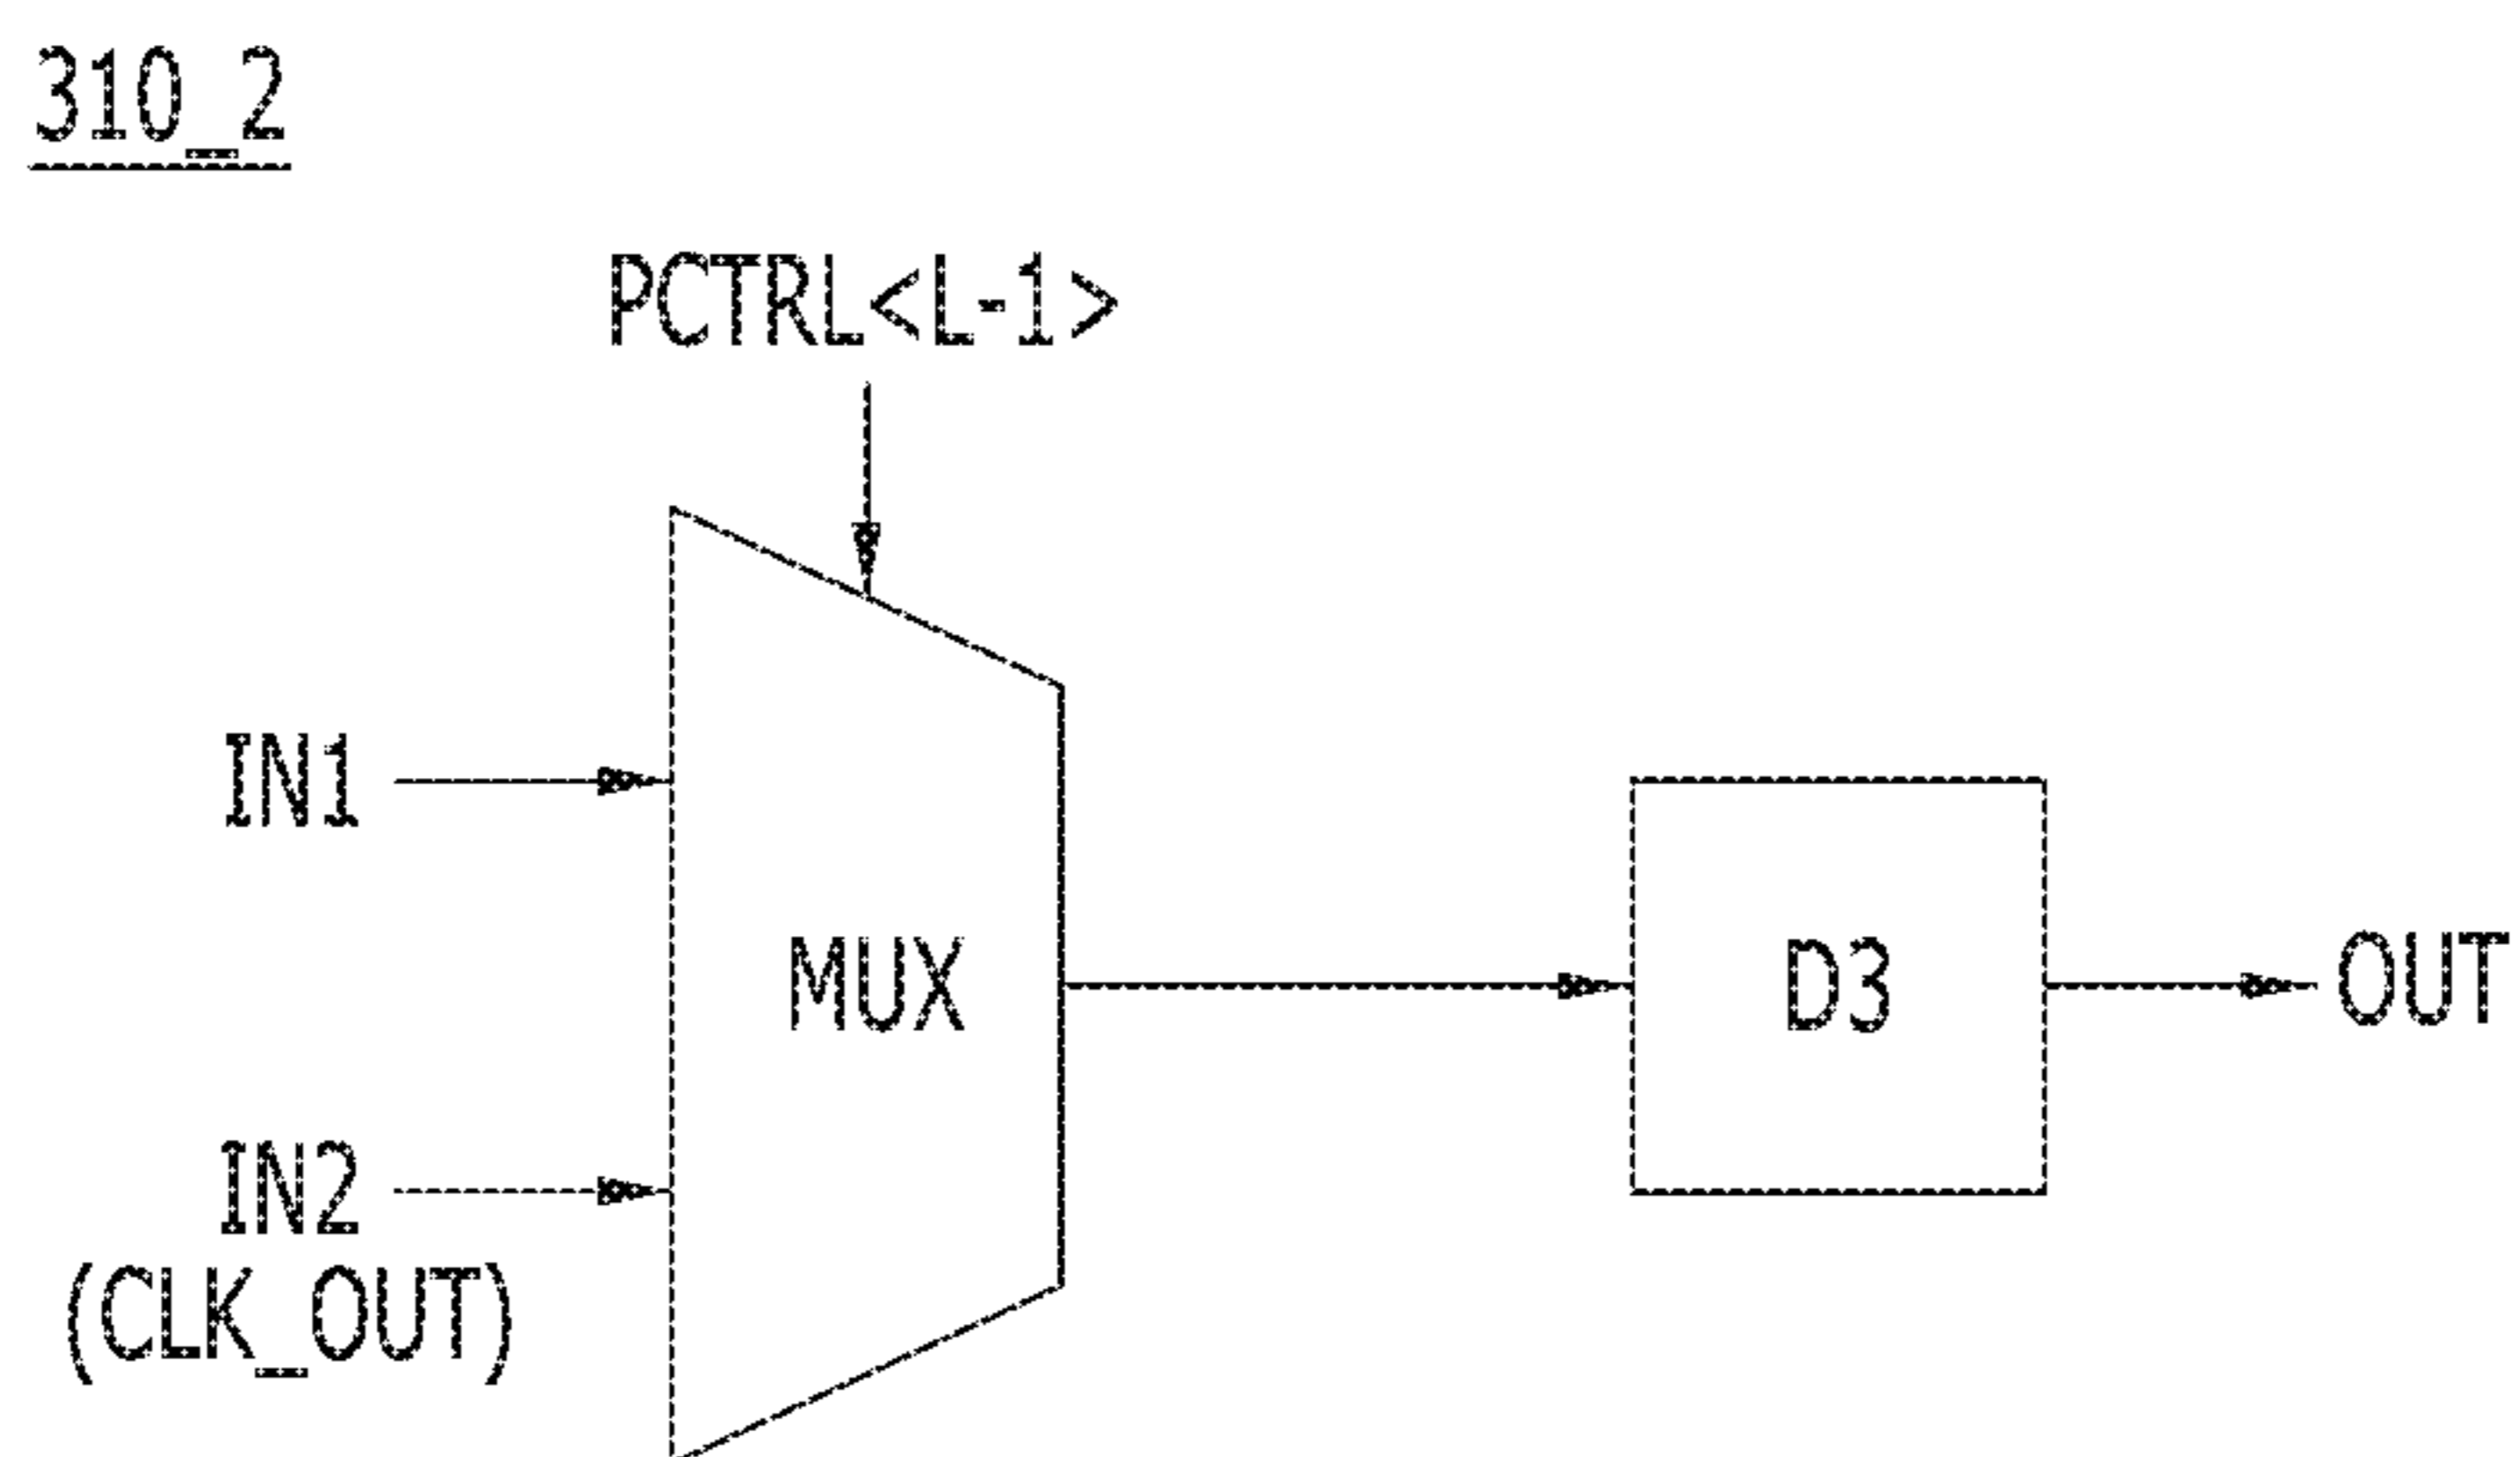 310_2
PCTRL<L-1>
IN1
MUX
D3
OUT
IN2
(CLK_OUT)